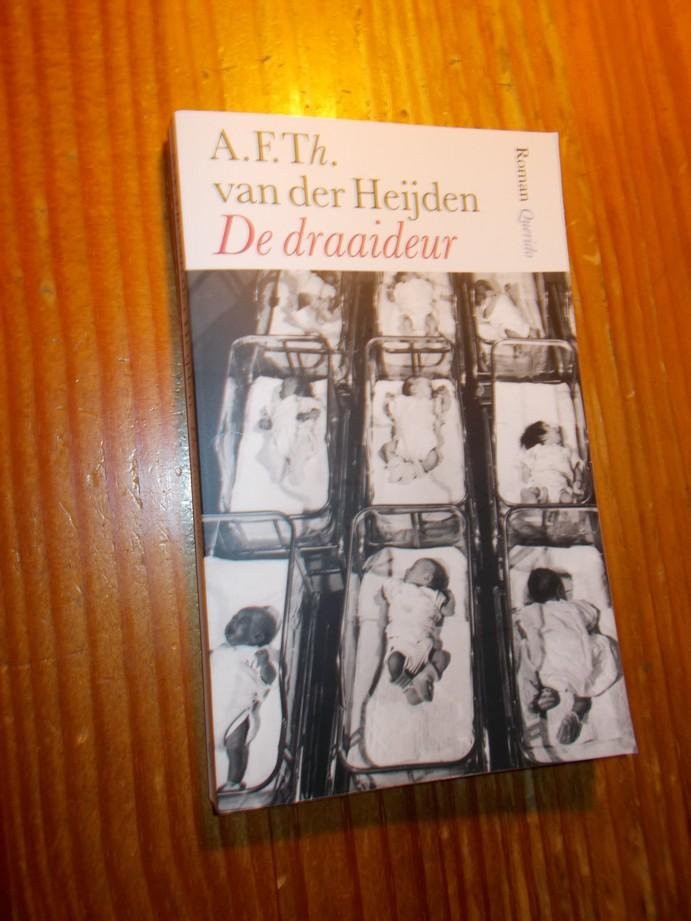 A.F.Th.
van der Heijden
De draaideur
Roman Querido